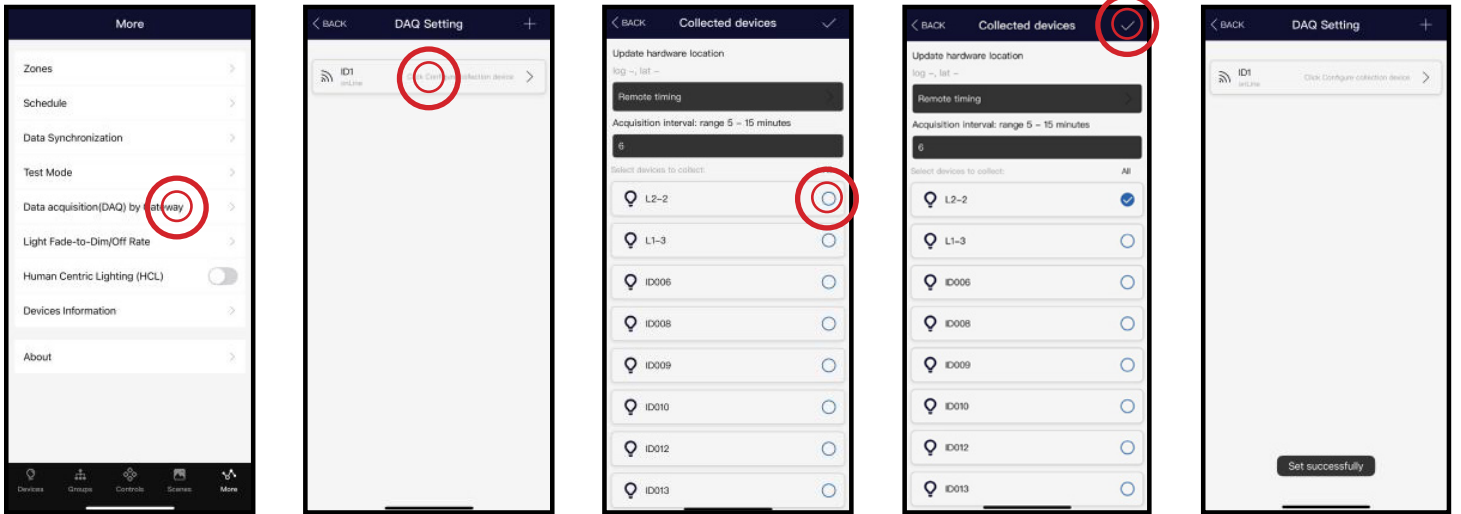 More
Zones
Schedule
Data Synchronization
Test Mode
Data acquisition(DAQ) by Gateway
Light Fade-to-Dim/Off Rate
Human Centric Lighting (HCL)
Devices Information
About
Devices Groups Controls Scenes More
BACK DAQ Setting
ID1 Click Configure collection device
onLine
BACK Collected devices
Update hardware location
log –, lat –
Remote timing
Acquisition interval: range 5 – 15 minutes
6
Select devices to collect:
L2-2
L1-3
ID006
ID008
ID009
ID010
ID012
ID013
BACK Collected devices
Update hardware location
log –, lat –
Remote timing
Acquisition interval: range 5 – 15 minutes
6
Select devices to collect: All
L2-2
L1-3
ID006
ID008
ID009
ID010
ID012
ID013
BACK DAQ Setting
ID1 Click Configure collection device
onLine
Set successfully